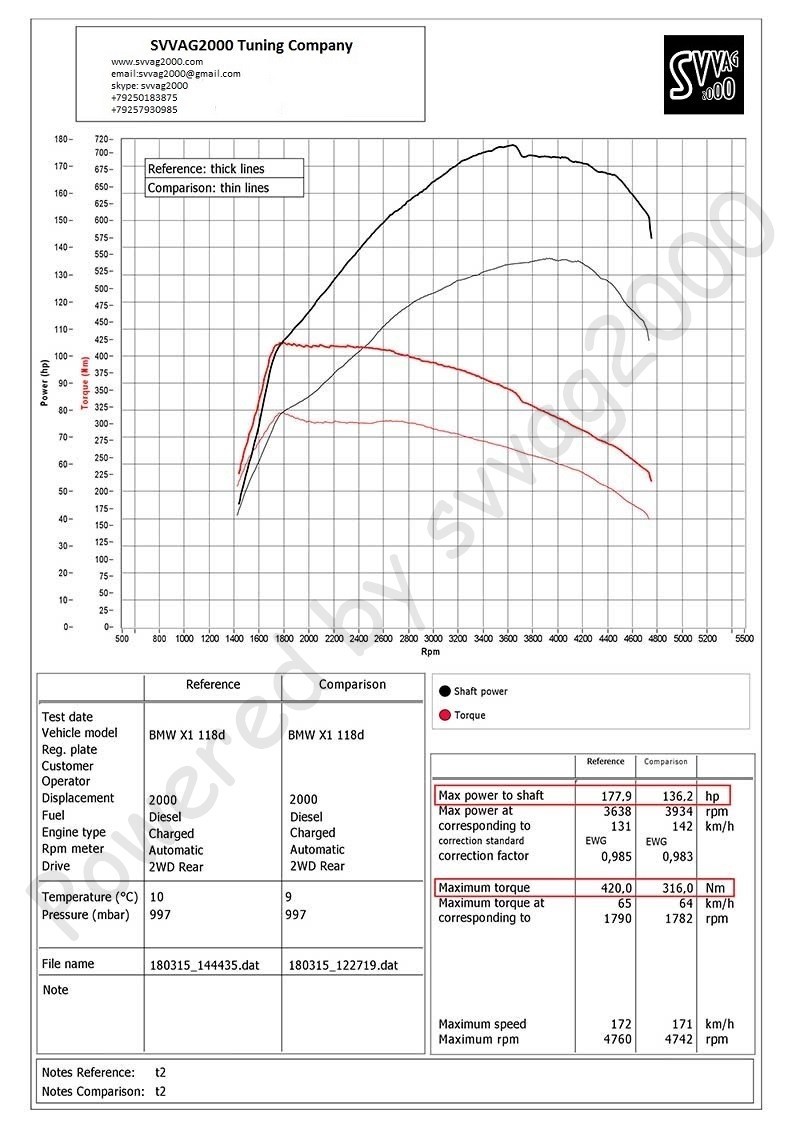 SVVAG2000 Tuning Company
www.svvag2000.com
email:svvag2000@gmail.com
skype: svvag2000
+79250183875
+79257930985
SVVAG
2000
Reference: thick lines
Comparison: thin lines
Power (hp)
180
170
160
150
140
130
120
110
100
90
80
70
60
50
40
30
20
10
0
Torque (Nm)
720
700
675
650
625
600
575
550
525
500
475
450
425
400
375
350
325
300
275
250
225
200
175
150
125
100
75
50
25
0
500 800 1000 1200 1400 1600 1800 2000 2200 2400 2600 2800 3000 3200 3400 3600 3800 4000 4200 4400 4600 4800 5000 5200 5500
Rpm
Powered by svvag2000
Reference Comparison
Test date
Vehicle model BMW X1 118d BMW X1 118d
Reg. plate
Customer
Operator
Displacement 2000 2000
Fuel Diesel Diesel
Engine type Charged Charged
Rpm meter Automatic Automatic
Drive 2WD Rear 2WD Rear
Temperature (°C) 10 9
Pressure (mbar) 997 997
File name 180315_144435.dat 180315_122719.dat
Note
Shaft power
Torque
Reference Comparison
Max power to shaft 177,9 136,2 hp
Max power at 3638 3934 rpm
corresponding to 131 142 km/h
correction standard EWG EWG
correction factor 0,985 0,983
Maximum torque 420,0 316,0 Nm
Maximum torque at 65 64 km/h
corresponding to 1790 1782 rpm
Maximum speed 172 171 km/h
Maximum rpm 4760 4742 rpm
Notes Reference: t2
Notes Comparison: t2